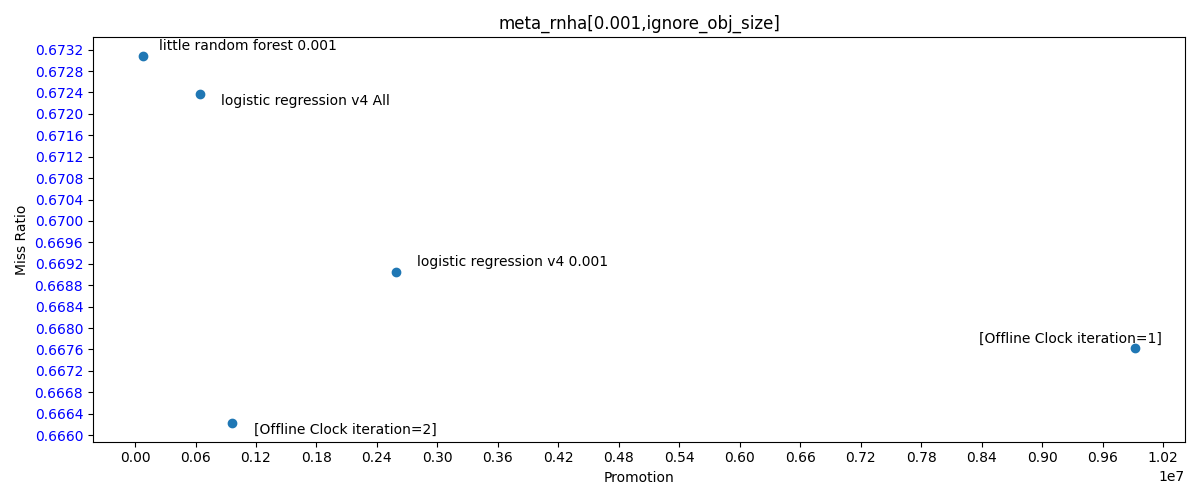 meta_rnha[0.001,ignore_obj_size]
Miss Ratio
0.6732
0.6728
0.6724
0.6720
0.6716
0.6712
0.6708
0.6704
0.6700
0.6696
0.6692
0.6688
0.6684
0.6680
0.6676
0.6672
0.6668
0.6664
0.6660
little random forest 0.001
logistic regression v4 All
logistic regression v4 0.001
[Offline Clock iteration=1]
[Offline Clock iteration=2]
0.00 0.06 0.12 0.18 0.24 0.30 0.36 0.42 0.48 0.54 0.60 0.66 0.72 0.78 0.84 0.90 0.96 1.02
Promotion
1e7